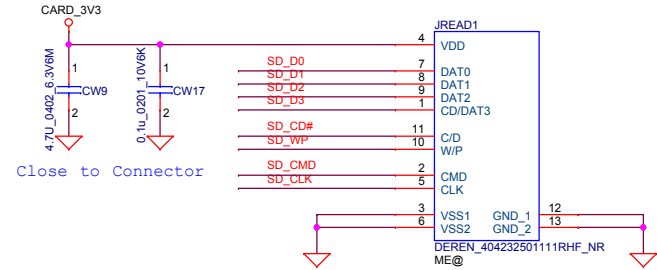 CARD_3V3
JREAD1
4 VDD
1 CW9 2
4.7U_0402_6.3V6M
1 CW17 2
0.1u_0201_10V6K
Close to Connector
SD_D0 7 DAT0
SD_D1 8 DAT1
SD_D2 9 DAT2
SD_D3 1 CD/DAT3
SD_CD# 11 C/D
SD_WP 10 W/P
SD_CMD 2 CMD
SD_CLK 5 CLK
3 VSS1 GND_1 12
6 VSS2 GND_2 13
DEREN_404232501111RHF_NR
ME@